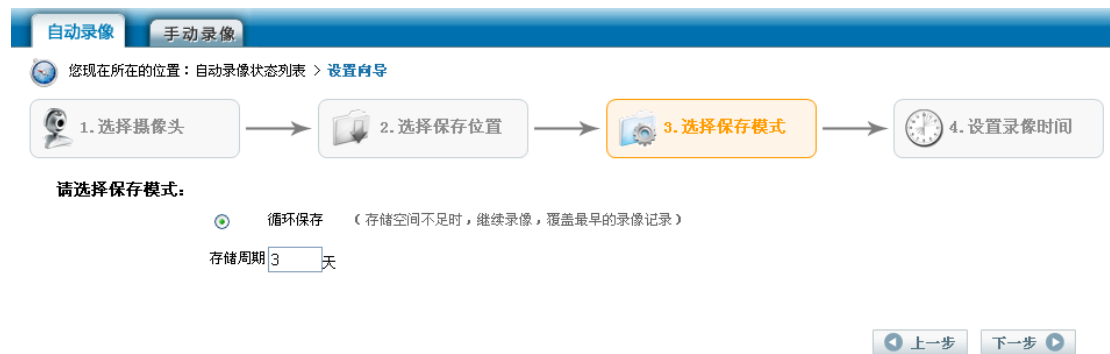 自动录像 手动录像
您现在所在的位置：自动录像状态列表 > 设置向导
1.选择摄像头 2.选择保存位置 3.选择保存模式 4.设置录像时间
请选择保存模式：
循环保存 （存储空间不足时，继续录像，覆盖最早的录像记录）
存储周期 3 天
上一步 下一步